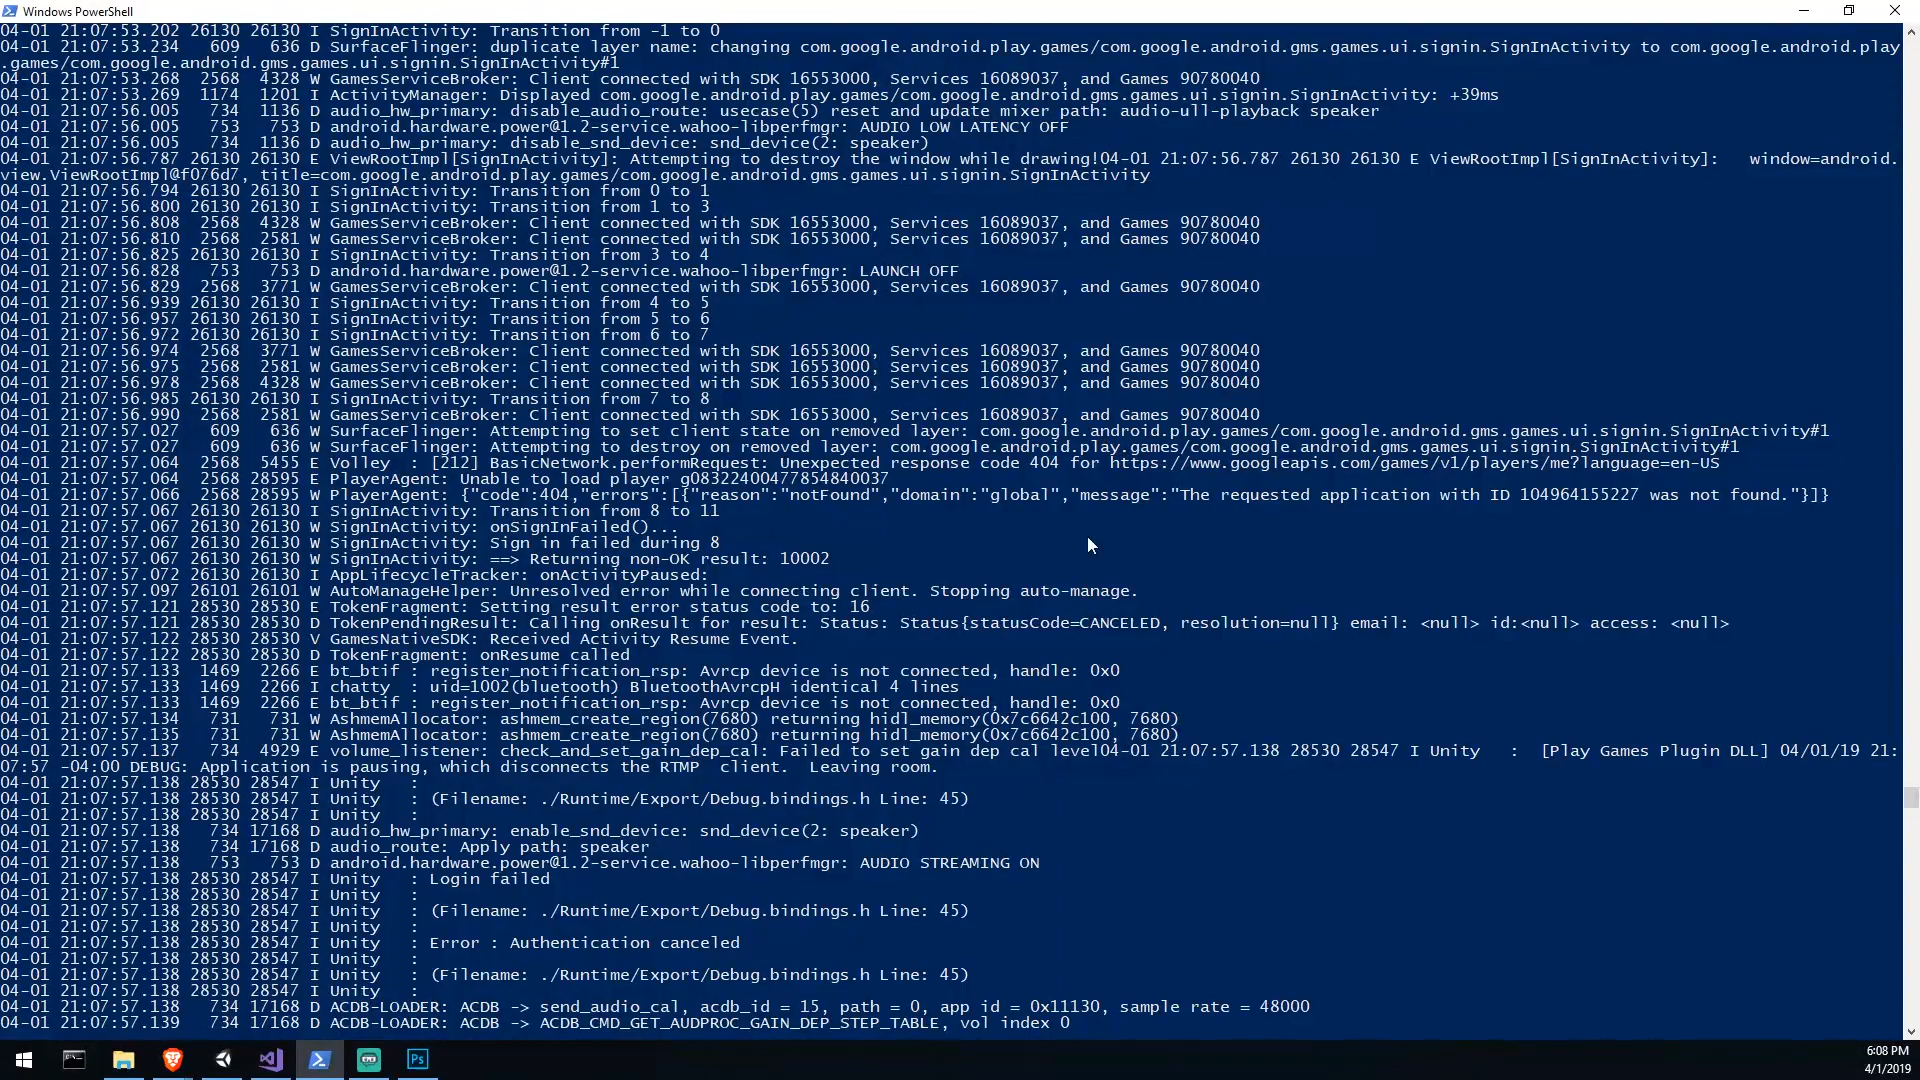 Windows PowerShell
04-01 21:07:53.202 26130 26130 I SignInActivity: Transition from -1 to 0
04-01 21:07:53.234   609   636 D SurfaceFlinger: duplicate layer name: changing com.google.android.play.games/com.google.android.gms.games.ui.signin.SignInActivity to com.google.android.play
.games/com.google.android.gms.games.ui.signin.SignInActivity#1
04-01 21:07:53.268  2568  4328 W GamesServiceBroker: Client connected with SDK 16553000, Services 16089037, and Games 90780040
04-01 21:07:53.269  1174  1201 I ActivityManager: Displayed com.google.android.play.games/com.google.android.gms.games.ui.signin.SignInActivity: +39ms
04-01 21:07:56.005   734  1136 D audio_hw_primary: disable_audio_route: usecase(5) reset and update mixer path: audio-ull-playback speaker
04-01 21:07:56.005   753   753 D android.hardware.power@1.2-service.wahoo-libperfmgr: AUDIO LOW LATENCY OFF
04-01 21:07:56.005   734  1136 D audio_hw_primary: disable_snd_device: snd_device(2: speaker)
04-01 21:07:56.787 26130 26130 E ViewRootImpl[SignInActivity]: Attempting to destroy the window while drawing!04-01 21:07:56.787 26130 26130 E ViewRootImpl[SignInActivity]:   window=android.
view.ViewRootImpl@f076d7, title=com.google.android.play.games/com.google.android.gms.games.ui.signin.SignInActivity
04-01 21:07:56.794 26130 26130 I SignInActivity: Transition from 0 to 1
04-01 21:07:56.800 26130 26130 I SignInActivity: Transition from 1 to 3
04-01 21:07:56.808  2568  4328 W GamesServiceBroker: Client connected with SDK 16553000, Services 16089037, and Games 90780040
04-01 21:07:56.810  2568  2581 W GamesServiceBroker: Client connected with SDK 16553000, Services 16089037, and Games 90780040
04-01 21:07:56.825 26130 26130 I SignInActivity: Transition from 3 to 4
04-01 21:07:56.828   753   753 D android.hardware.power@1.2-service.wahoo-libperfmgr: LAUNCH OFF
04-01 21:07:56.829  2568  3771 W GamesServiceBroker: Client connected with SDK 16553000, Services 16089037, and Games 90780040
04-01 21:07:56.939 26130 26130 I SignInActivity: Transition from 4 to 5
04-01 21:07:56.957 26130 26130 I SignInActivity: Transition from 5 to 6
04-01 21:07:56.972 26130 26130 I SignInActivity: Transition from 6 to 7
04-01 21:07:56.974  2568  3771 W GamesServiceBroker: Client connected with SDK 16553000, Services 16089037, and Games 90780040
04-01 21:07:56.975  2568  2581 W GamesServiceBroker: Client connected with SDK 16553000, Services 16089037, and Games 90780040
04-01 21:07:56.978  2568  4328 W GamesServiceBroker: Client connected with SDK 16553000, Services 16089037, and Games 90780040
04-01 21:07:56.985 26130 26130 I SignInActivity: Transition from 7 to 8
04-01 21:07:56.990  2568  2581 W GamesServiceBroker: Client connected with SDK 16553000, Services 16089037, and Games 90780040
04-01 21:07:57.027   609   636 W SurfaceFlinger: Attempting to set client state on removed layer: com.google.android.play.games/com.google.android.gms.games.ui.signin.SignInActivity#1
04-01 21:07:57.027   609   636 W SurfaceFlinger: Attempting to destroy on removed layer: com.google.android.play.games/com.google.android.gms.games.ui.signin.SignInActivity#1
04-01 21:07:57.064  2568  5455 E Volley  : [212] BasicNetwork.performRequest: Unexpected response code 404 for https://www.googleapis.com/games/v1/players/me?language=en-US
04-01 21:07:57.064  2568 28595 E PlayerAgent: Unable to load player g08322400477854840037
04-01 21:07:57.066  2568 28595 W PlayerAgent: {"code":404,"errors":[{"reason":"notFound","domain":"global","message":"The requested application with ID 104964155227 was not found."}]}
04-01 21:07:57.067 26130 26130 I SignInActivity: Transition from 8 to 11
04-01 21:07:57.067 26130 26130 W SignInActivity: onSignInFailed()...
04-01 21:07:57.067 26130 26130 W SignInActivity: Sign in failed during 8
04-01 21:07:57.067 26130 26130 W SignInActivity: ==> Returning non-OK result: 10002
04-01 21:07:57.072 26130 26130 I AppLifecycleTracker: onActivityPaused:
04-01 21:07:57.097 26101 26101 W AutoManageHelper: Unresolved error while connecting client. Stopping auto-manage.
04-01 21:07:57.121 28530 28530 E TokenFragment: Setting result error status code to: 16
04-01 21:07:57.121 28530 28530 D TokenPendingResult: Calling onResult for result: Status: Status{statusCode=CANCELED, resolution=null} email: <null> id:<null> access: <null>
04-01 21:07:57.122 28530 28530 V GamesNativeSDK: Received Activity Resume Event.
04-01 21:07:57.122 28530 28530 D TokenFragment: onResume called
04-01 21:07:57.133  1469  2266 E bt_btif : register_notification_rsp: Avrcp device is not connected, handle: 0x0
04-01 21:07:57.133  1469  2266 I chatty  : uid=1002(bluetooth) BluetoothAvrcpH identical 4 lines
04-01 21:07:57.133  1469  2266 E bt_btif : register_notification_rsp: Avrcp device is not connected, handle: 0x0
04-01 21:07:57.134   731   731 W AshmemAllocator: ashmem_create_region(7680) returning hidl_memory(0x7c6642c100, 7680)
04-01 21:07:57.135   731   731 W AshmemAllocator: ashmem_create_region(7680) returning hidl_memory(0x7c6642c100, 7680)
04-01 21:07:57.137   734  4929 E volume_listener: check_and_set_gain_dep_cal: Failed to set gain dep cal level04-01 21:07:57.138 28530 28547 I Unity   :  [Play Games Plugin DLL] 04/01/19 21:
07:57 -04:00 DEBUG: Application is pausing, which disconnects the RTMP  client.  Leaving room.
04-01 21:07:57.138 28530 28547 I Unity   :
04-01 21:07:57.138 28530 28547 I Unity   : (Filename: ./Runtime/Export/Debug.bindings.h Line: 45)
04-01 21:07:57.138 28530 28547 I Unity   :
04-01 21:07:57.138   734 17168 D audio_hw_primary: enable_snd_device: snd_device(2: speaker)
04-01 21:07:57.138   734 17168 D audio_route: Apply path: speaker
04-01 21:07:57.138   753   753 D android.hardware.power@1.2-service.wahoo-libperfmgr: AUDIO STREAMING ON
04-01 21:07:57.138 28530 28547 I Unity   : Login failed
04-01 21:07:57.138 28530 28547 I Unity   :
04-01 21:07:57.138 28530 28547 I Unity   : (Filename: ./Runtime/Export/Debug.bindings.h Line: 45)
04-01 21:07:57.138 28530 28547 I Unity   :
04-01 21:07:57.138 28530 28547 I Unity   : Error : Authentication canceled
04-01 21:07:57.138 28530 28547 I Unity   :
04-01 21:07:57.138 28530 28547 I Unity   : (Filename: ./Runtime/Export/Debug.bindings.h Line: 45)
04-01 21:07:57.138 28530 28547 I Unity   :
04-01 21:07:57.138   734 17168 D ACDB-LOADER: ACDB -> send_audio_cal, acdb_id = 15, path = 0, app id = 0x11130, sample rate = 48000
04-01 21:07:57.139   734 17168 D ACDB-LOADER: ACDB -> ACDB_CMD_GET_AUDPROC_GAIN_DEP_STEP_TABLE, vol index 0
Ps
6:08 PM
4/1/2019